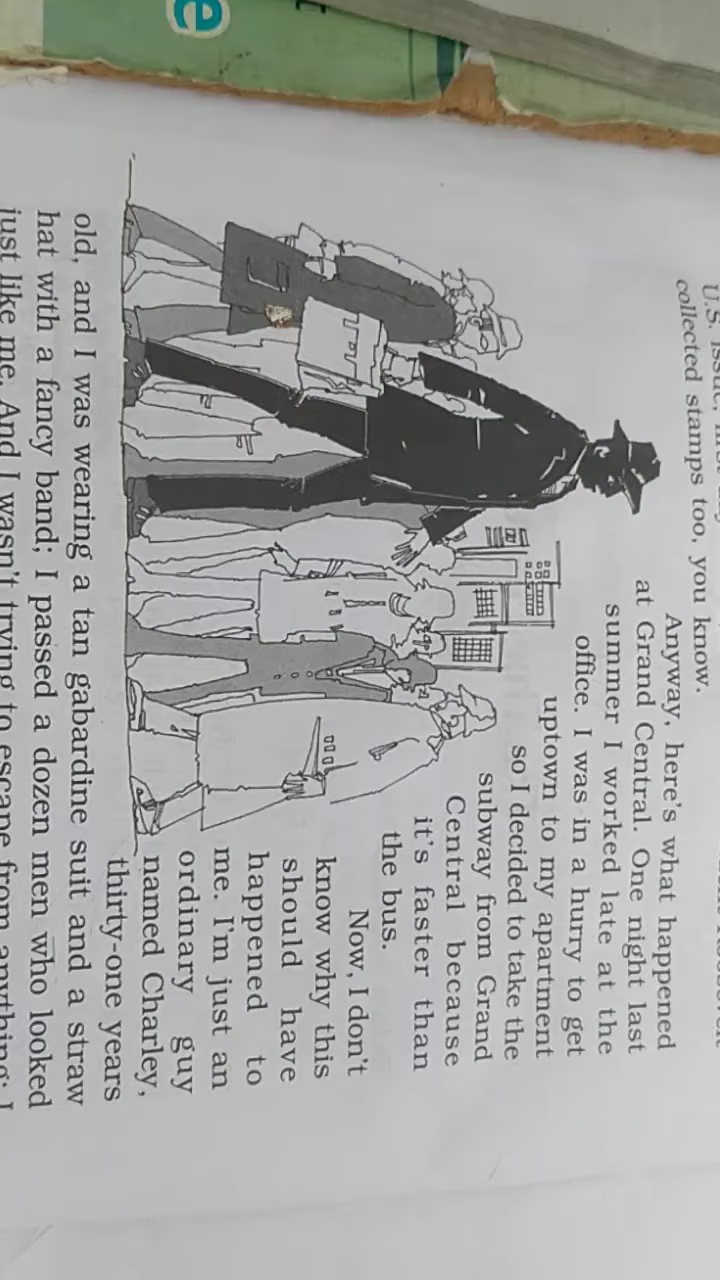 U.S. issue,
collected stamps too, you know.
Anyway, here's what happened
at Grand Central. One night last
summer I worked late at the
office. I was in a hurry to get
uptown to my apartment
so I decided to take the
subway from Grand
Central because
it's faster than
the bus.
Now, I don't
know why this
should have
happened to
me. I'm just an
ordinary guy
named Charley,
thirty-one years
old, and I was wearing a tan gabardine suit and a straw
hat with a fancy band; I passed a dozen men who looked
just like me. And I wasn't trying to escape from anything; I
e